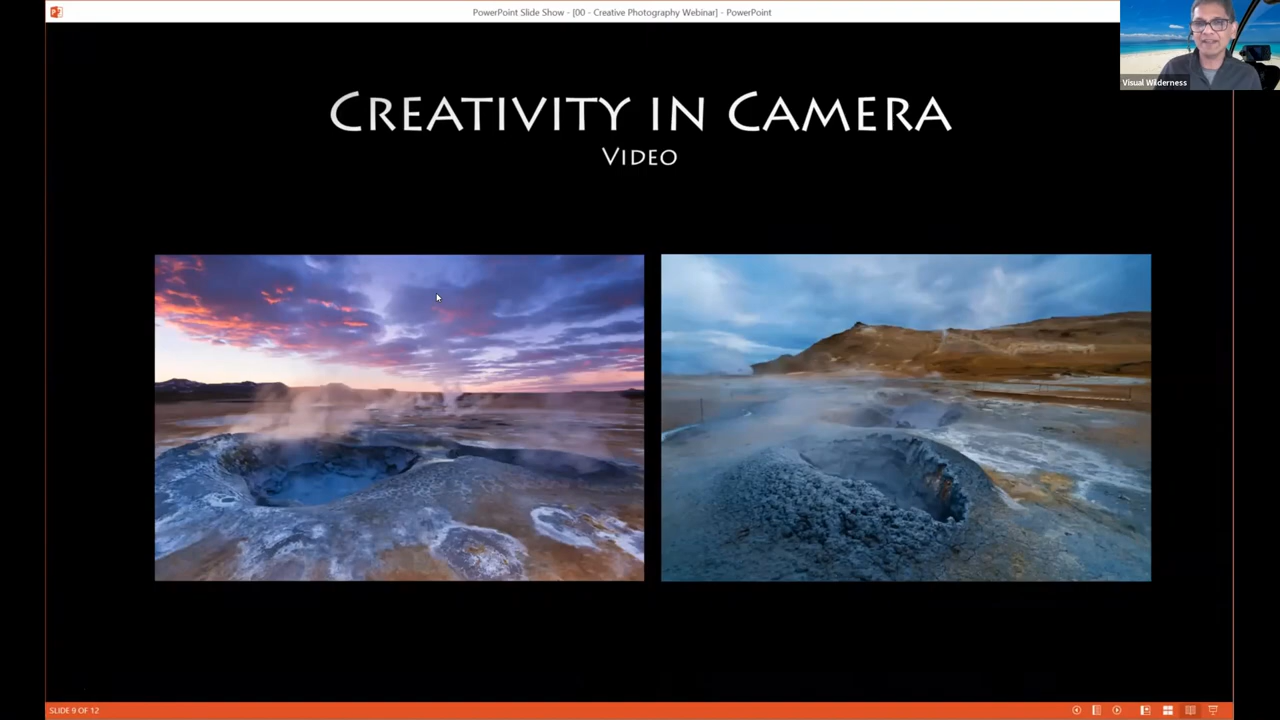 PowerPoint Slide Show - [00 - Creative Photography Webinar] - PowerPoint
Visual Wilderness
CREATIVITY IN CAMERA
VIDEO
SLIDE 9 OF 12